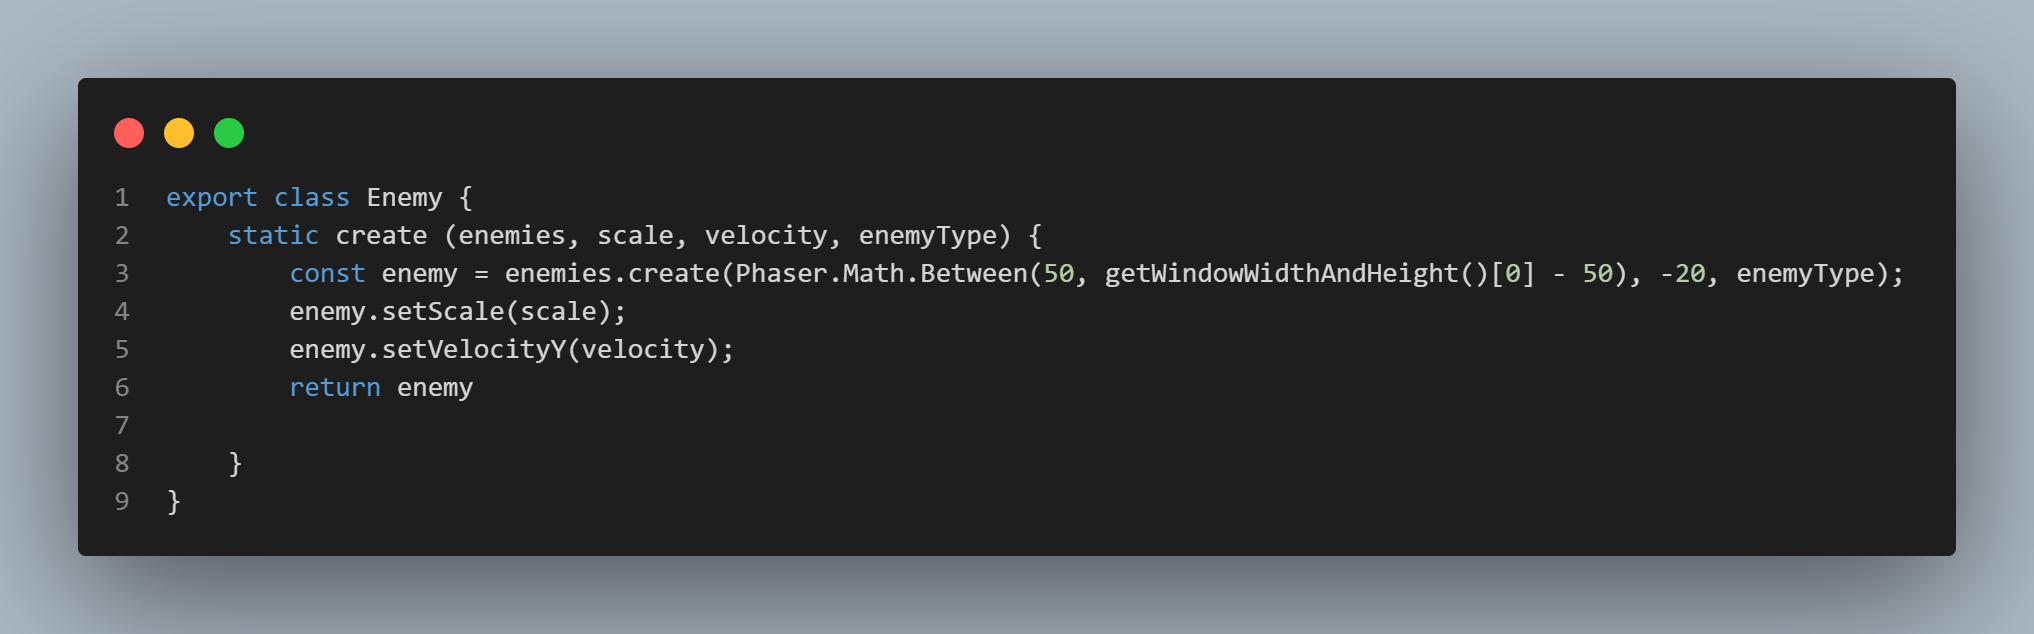 1 export class Enemy {
2     static create (enemies, scale, velocity, enemyType) {
3         const enemy = enemies.create(Phaser.Math.Between(50, getWindowWidthAndHeight()[0] - 50), -20, enemyType);
4         enemy.setScale(scale);
5         enemy.setVelocityY(velocity);
6         return enemy
7
8     }
9 }